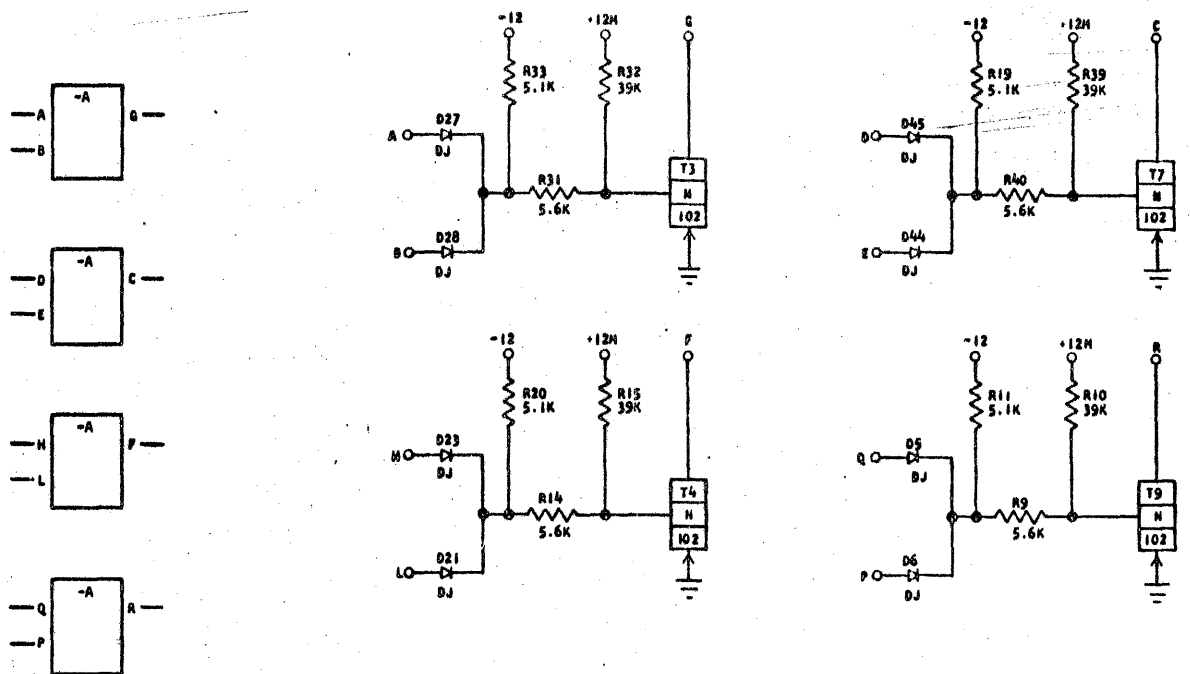 -A
A
B
G
-A
D
E
C
-A
H
L
F
-A
Q
P
R
-12
+12M
G
R33
5.1K
R32
39K
A
D27
DJ
R31
5.6K
B
D28
DJ
T3
N
102
-12
+12M
C
R19
5.1K
R39
39K
D
D45
DJ
R40
5.6K
E
D44
DJ
T7
N
102
-12
+12M
F
R20
5.1K
R15
39K
H
D23
DJ
R14
5.6K
L
D21
DJ
T4
N
102
-12
+12M
R
R11
5.1K
R10
39K
Q
D5
DJ
R9
5.6K
P
D6
DJ
T9
N
102